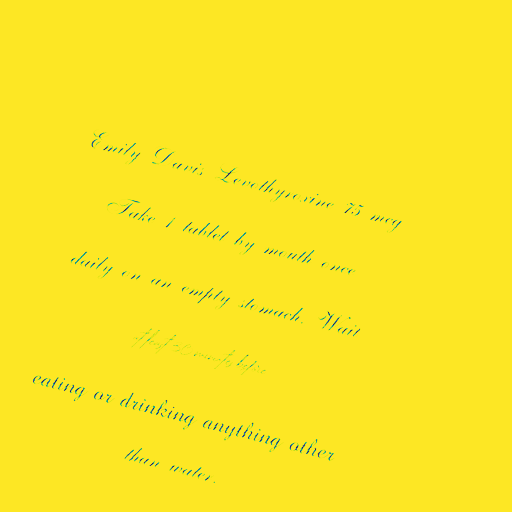 Emily Davis Levothyroxine 75 mcg
Take 1 tablet by mouth once
daily on an empty stomach. Wait
before
eating or drinking anything other
than water.